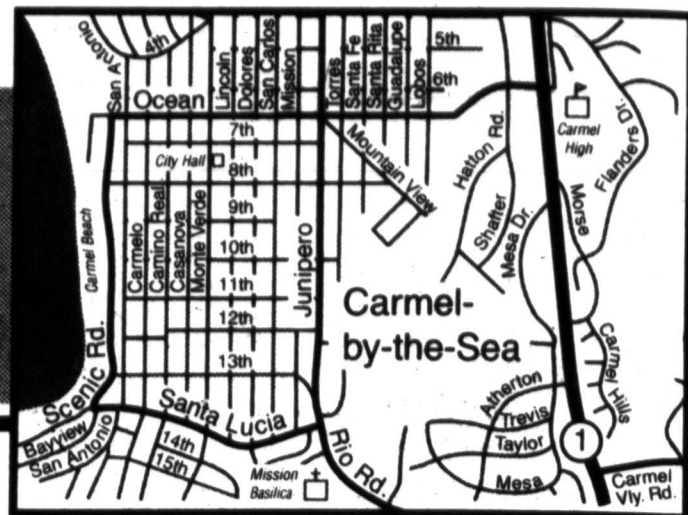 San Antonio
4th
Lincoln
Dolores
San Carlos
Mission
Torres
Santa Fe
Santa Rita
Guadalupe
Lobos
5th
6th
Ocean
7th
City Hall
8th
Mountain View
Hatton Rd.
Carmel
High
Flanders Dr.
Carmel Beach
Carmelo
Camino Real
Casanova
Monte Verde
9th
10th
11th
12th
13th
Junipero
Shafter
Mesa Dr.
Morse
Carmel-
by-the-Sea
Scenic Rd.
Santa Lucia
Atherton
Trevis
Taylor
Mesa
Carmel Hills
1
Bayview
San Antonio
14th
15th
Mission
Basilica
Rio Rd.
Carmel
Vly. Rd.